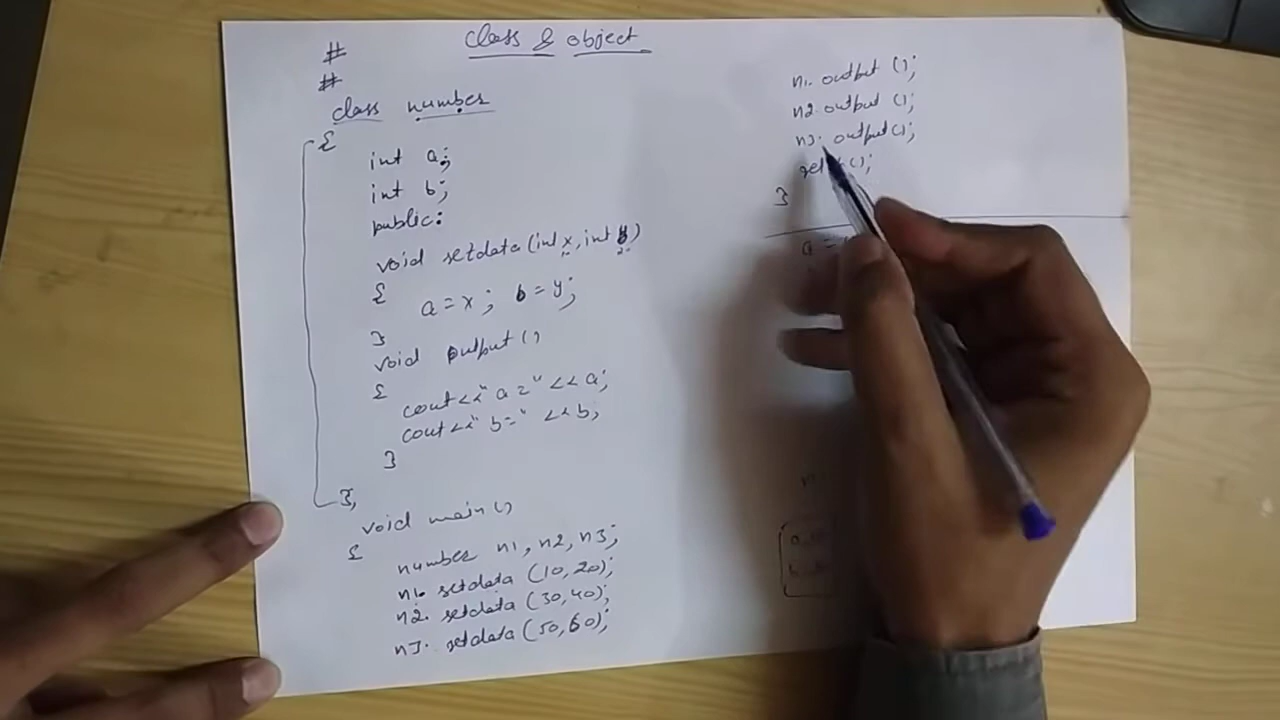 class & object
#
#
class number
{
int a;
int b;
public:
void setdata(int x, int y)
{ a = x ; b = y;
}
void output ()
{
cout<<" a =" << a;
cout<<" b =" << b;
}
};
void main ()
{
number n1, n2, n3;
n1. setdata (10,20);
n2. setdata (30,40);
n3. setdata (50,60);
n1. output ();
n2. output ();
n3. output ();
();
}
a =